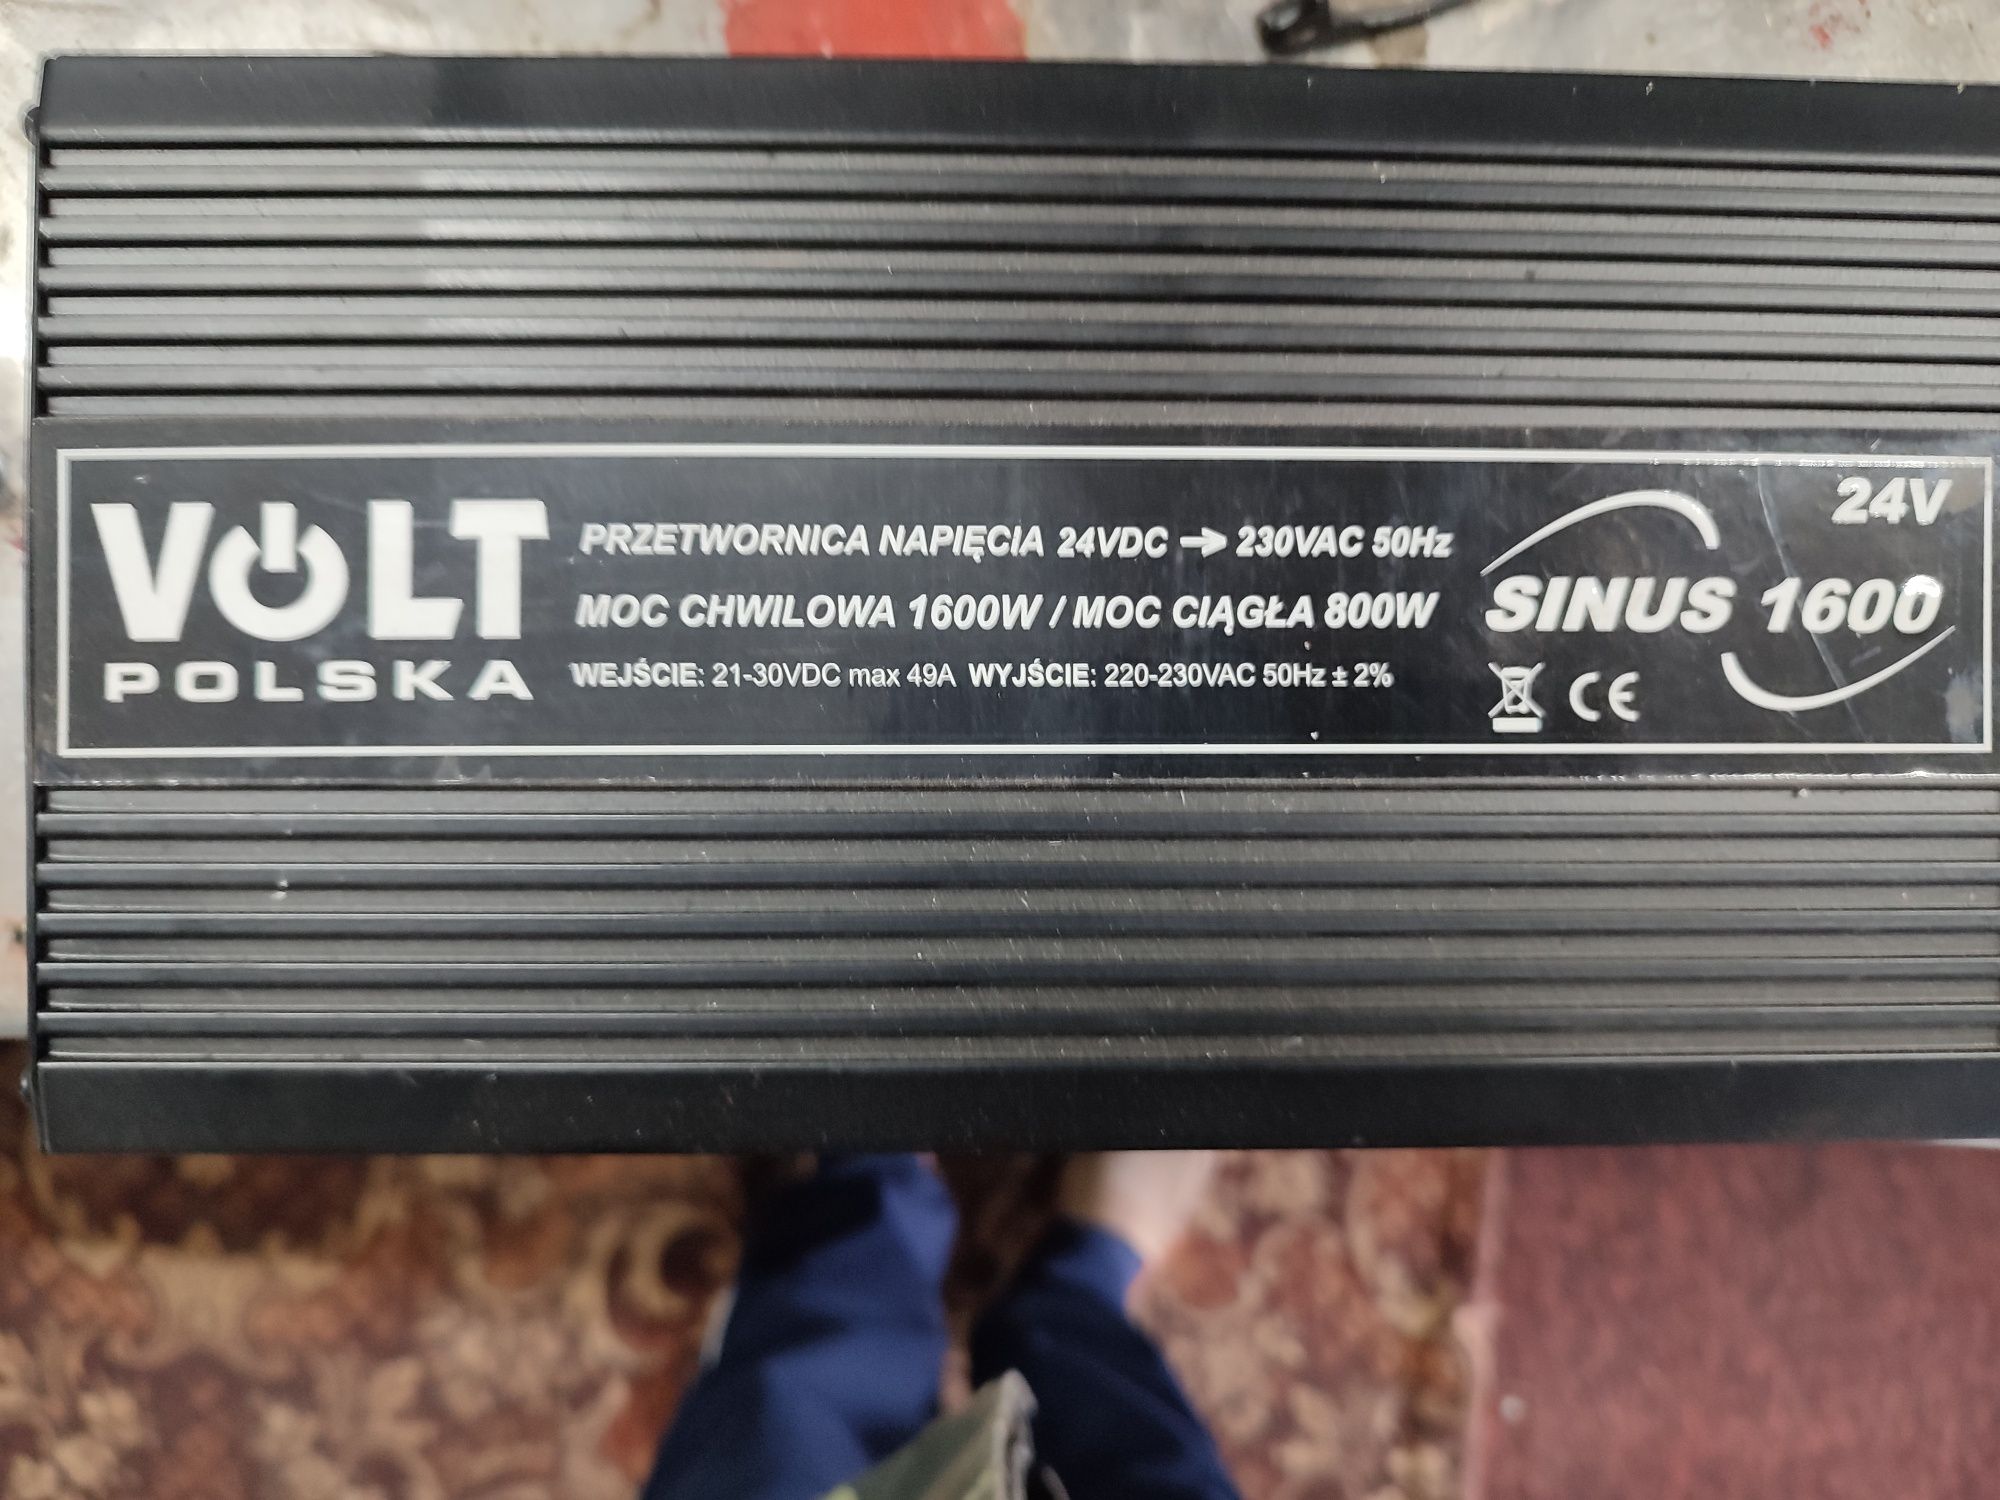 VOLT
POLSKA
PRZETWORNICA NAPIĘCIA 24VDC → 230VAC 50Hz
MOC CHWILOWA 1600W / MOC CIĄGŁA 800W
WEJŚCIE: 21-30VDC max 49A WYJŚCIE: 220-230VAC 50Hz ± 2%
24V
SINUS 1600
CE